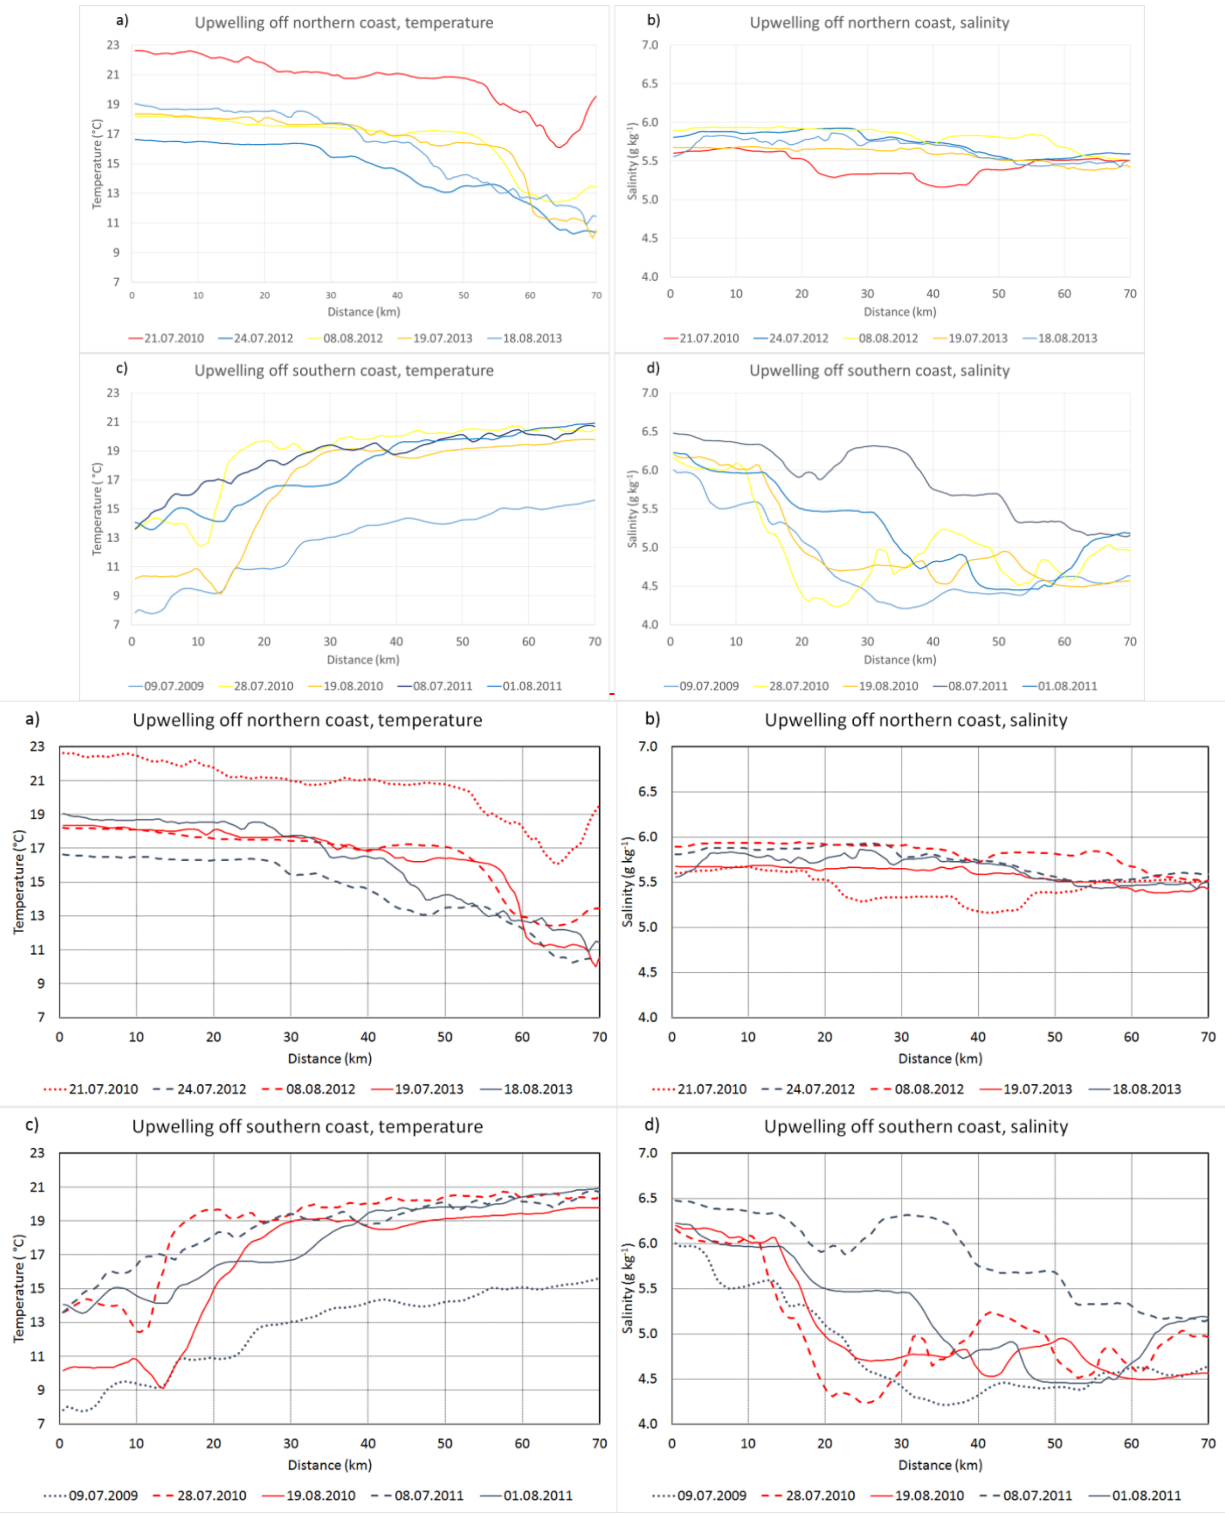 a) Upwelling off northern coast, temperature
23
21
19
17
15
13
11
9
7
Temperature (°C)
0 10 20 30 40 50 60 70
Distance (km)
21.07.2010 24.07.2012 08.08.2012 19.07.2013 18.08.2013
b) Upwelling off northern coast, salinity
7.0
6.5
6.0
5.5
5.0
4.5
4.0
Salinity (g kg⁻¹)
0 10 20 30 40 50 60 70
Distance (km)
21.07.2010 24.07.2012 08.08.2012 19.07.2013 18.08.2013
c) Upwelling off southern coast, temperature
23
21
19
17
15
13
11
9
7
Temperature ( °C)
0 10 20 30 40 50 60 70
Distance (km)
09.07.2009 28.07.2010 19.08.2010 08.07.2011 01.08.2011
d) Upwelling off southern coast, salinity
7.0
6.5
6.0
5.5
5.0
4.5
4.0
Salinity (g kg⁻¹)
0 10 20 30 40 50 60 70
Distance (km)
09.07.2009 28.07.2010 19.08.2010 08.07.2011 01.08.2011
a) Upwelling off northern coast, temperature
23
21
19
17
15
13
11
9
7
Temperature (°C)
0 10 20 30 40 50 60 70
Distance (km)
21.07.2010 24.07.2012 08.08.2012 19.07.2013 18.08.2013
b) Upwelling off northern coast, salinity
7.0
6.5
6.0
5.5
5.0
4.5
4.0
Salinity (g kg⁻¹)
0 10 20 30 40 50 60 70
Distance (km)
21.07.2010 24.07.2012 08.08.2012 19.07.2013 18.08.2013
c) Upwelling off southern coast, temperature
23
21
19
17
15
13
11
9
7
Temperature ( °C)
0 10 20 30 40 50 60 70
Distance (km)
09.07.2009 28.07.2010 19.08.2010 08.07.2011 01.08.2011
d) Upwelling off southern coast, salinity
7.0
6.5
6.0
5.5
5.0
4.5
4.0
Salinity (g kg⁻¹)
0 10 20 30 40 50 60 70
Distance (km)
09.07.2009 28.07.2010 19.08.2010 08.07.2011 01.08.2011